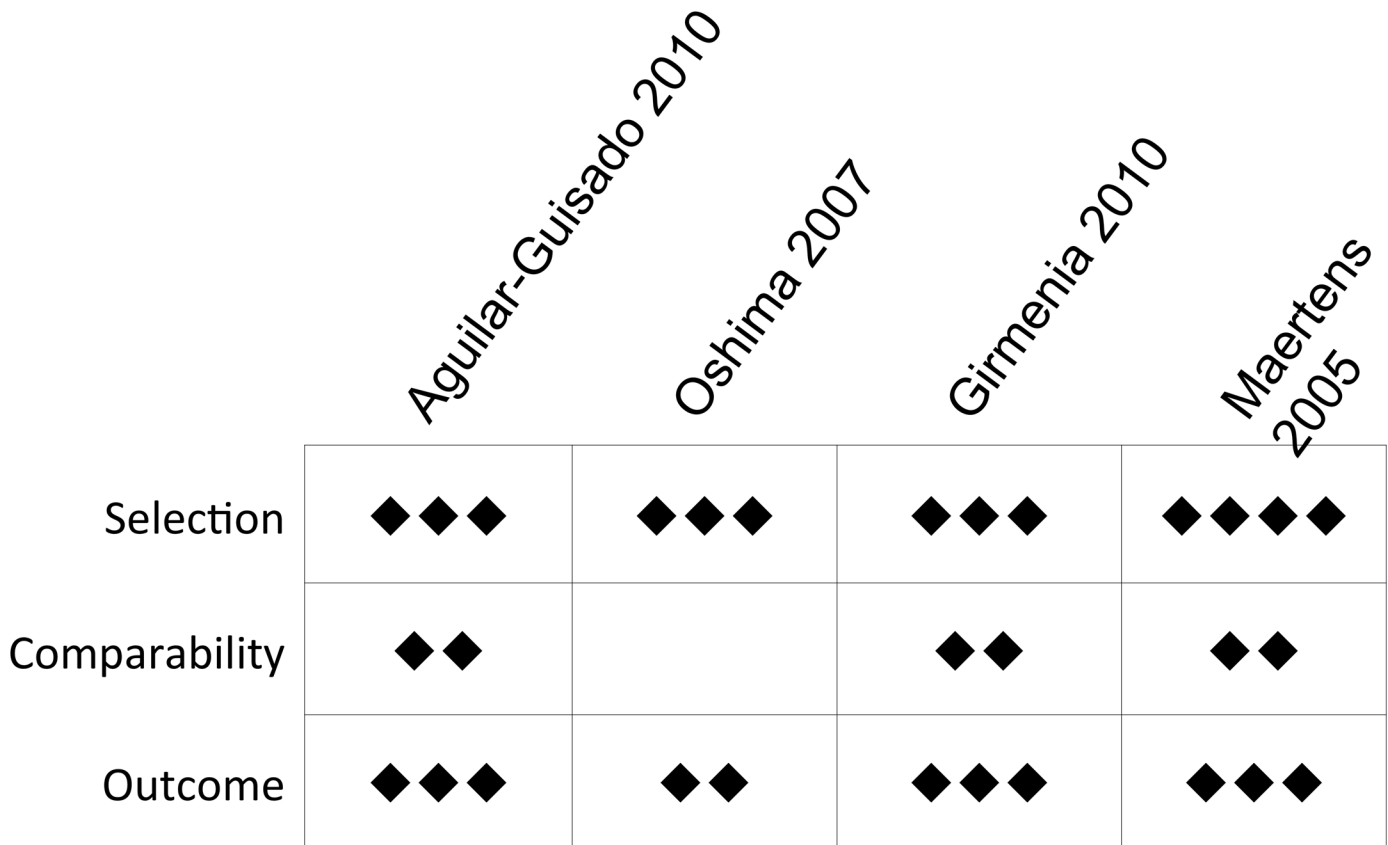 Aguilar-Guisado 2010
Oshima 2007
Girmenia 2010
Maertens
2005
Selection ◆◆◆ ◆◆◆ ◆◆◆ ◆◆◆◆
Comparability ◆◆ ◆◆ ◆◆
Outcome ◆◆◆ ◆◆ ◆◆◆ ◆◆◆